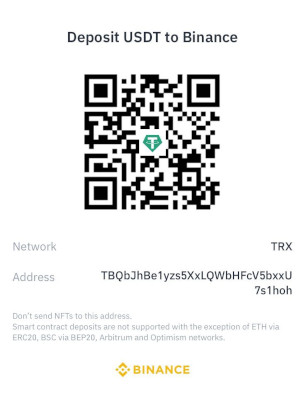 Deposit USDT to Binance
Network
TRX
Address
TBQbJhBe1yzs5XxLQWbHFcV5bxxU
7s1hoh
Don't send NFTs to this address.
Smart contract deposits are not supported with the exception of ETH via
ERC20, BSC via BEP20, Arbitrum and Optimism networks.
BINANCE